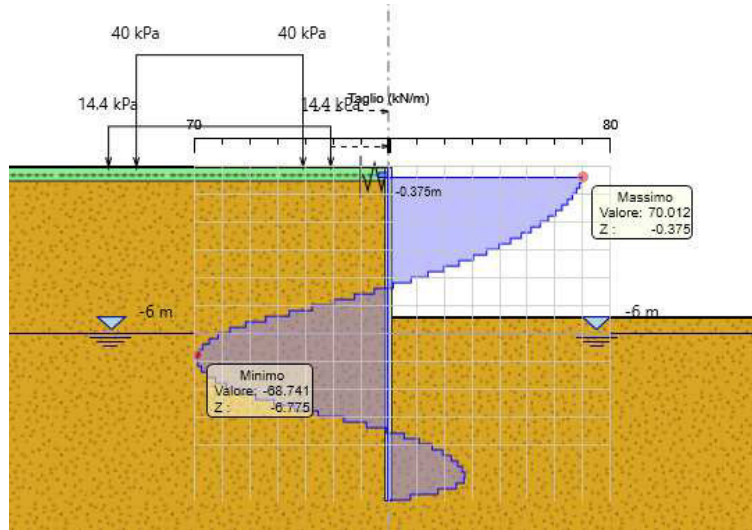 40 kPa 40 kPa
Taglio (kN/m)
14.4 kPa 14.4 kPa
70 80
-0.375m
Massimo
Valore: 70.012
Z : -0.375
-6 m -6 m
Minimo
Valore: -68.741
Z : -6.775